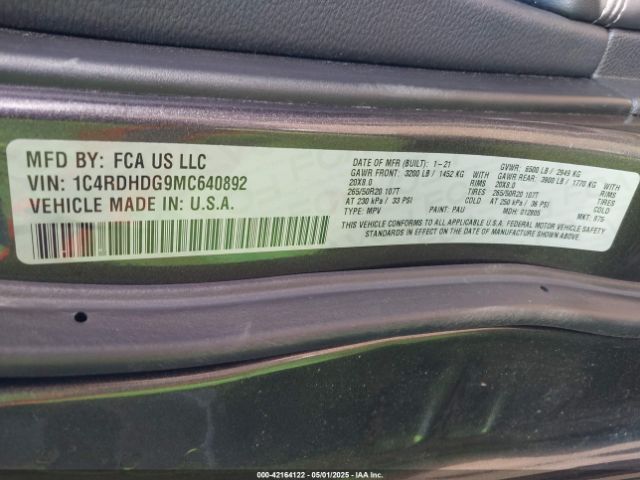 MFD BY: FCA US LLC
VIN: 1C4RDHDG9MC640892
VEHICLE MADE IN: U.S.A.
DATE OF MFR (BUILT): 1-21 GVWR: 6500 LB / 2949 KG
GAWR FRONT: 3200 LB / 1452 KG GAWR REAR: 3900 LB / 1770 KG
20X8.0 RIMS 20X8.0 RIMS
265/50R20 107T TIRES 265/50R20 107T TIRES
AT 230 kPa / 33 PSI COLD AT 250 kPa / 36 PSI COLD
TYPE: MPV PAINT: PAU MDH: 012805 MKT: 975
THIS VEHICLE CONFORMS TO ALL APPLICABLE U.S.A. FEDERAL MOTOR VEHICLE SAFETY
STANDARDS IN EFFECT ON THE DATE OF MANUFACTURE SHOWN ABOVE.
000-42164122 - 05/01/2025 - IAA Inc.